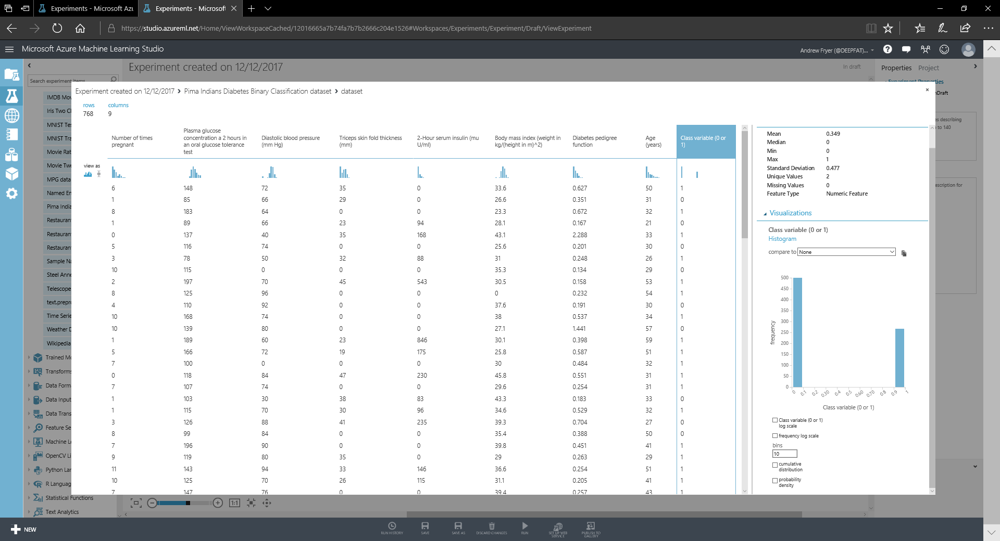 Experiments - Microsoft Az
Experiments - Microsoft
https://studio.azureml.net/Home/ViewWorkspaceCached/12016665a7b74fa7b7b2666c204e1526#Workspaces/Experiments/Experiment/Draft/ViewExperiment
Microsoft Azure Machine Learning Studio
Andrew Fryer (@DEEPFAT)...
Experiment created on 12/12/2017
In draft
Properties Project
Search experiment items
Experiment Properties
Draft
es describing
to 140
escription for
IMDB Mov
Iris Two Cl
MNIST Tes
MNIST Tra
Movie Rat
Movie Twe
MPG data
Named En
Pima India
Restauran
Restauran
Restauran
Sample Na
Steel Anne
Telescope
text.prepro
Time Serie
Weather D
Wikipedia
Trained Mo
Transforms
Data Form
Data Input
Data Trans
Feature Se
Machine Le
OpenCV Li
Python Lan
R Languag
Statistical Functions
Text Analytics
Experiment created on 12/12/2017 › Pima Indians Diabetes Binary Classification dataset › dataset
rows columns
768 9
Number of times pregnant
Plasma glucose concentration a 2 hours in an oral glucose tolerance test
Diastolic blood pressure (mm Hg)
Triceps skin fold thickness (mm)
2-Hour serum insulin (mu U/ml)
Body mass index (weight in kg/(height in m)^2)
Diabetes pedigree function
Age (years)
Class variable (0 or 1)
view as
6 148 72 35 0 33.6 0.627 50 1
1 85 66 29 0 26.6 0.351 31 0
8 183 64 0 0 23.3 0.672 32 1
1 89 66 23 94 28.1 0.167 21 0
0 137 40 35 168 43.1 2.288 33 1
5 116 74 0 0 25.6 0.201 30 0
3 78 50 32 88 31 0.248 26 1
10 115 0 0 0 35.3 0.134 29 0
2 197 70 45 543 30.5 0.158 53 1
8 125 96 0 0 0 0.232 54 1
4 110 92 0 0 37.6 0.191 30 0
10 168 74 0 0 38 0.537 34 1
10 139 80 0 0 27.1 1.441 57 0
1 189 60 23 846 30.1 0.398 59 1
5 166 72 19 175 25.8 0.587 51 1
7 100 0 0 0 30 0.484 32 1
0 118 84 47 230 45.8 0.551 31 1
7 107 74 0 0 29.6 0.254 31 1
1 103 30 38 83 43.3 0.183 33 0
1 115 70 30 96 34.6 0.529 32 1
3 126 88 41 235 39.3 0.704 27 0
8 99 84 0 0 35.4 0.388 50 0
7 196 90 0 0 39.8 0.451 41 1
9 119 80 35 0 29 0.263 29 1
11 143 94 33 146 36.6 0.254 51 1
10 125 70 26 115 31.1 0.205 41 1
7 147 76 0 0 39.4 0.257 43 1
Mean 0.349
Median 0
Min 0
Max 1
Standard Deviation 0.477
Unique Values 2
Missing Values 0
Feature Type Numeric Feature
Visualizations
Class variable (0 or 1)
Histogram
compare to None
500
450
400
350
300
250
200
150
100
50
0
frequency
0 0.1 0.2 0.30 0.4 0.5 0.60 0.70 0.8 0.9 1
Class variable (0 or 1)
Class variable (0 or 1)
log scale
frequency log scale
bins
10
cumulative
distribution
probability
density
1:1
NEW
RUN HISTORY
SAVE
SAVE AS
DISCARD CHANGES
RUN
SET UP WEB
SERVICE
PUBLISH TO
GALLERY